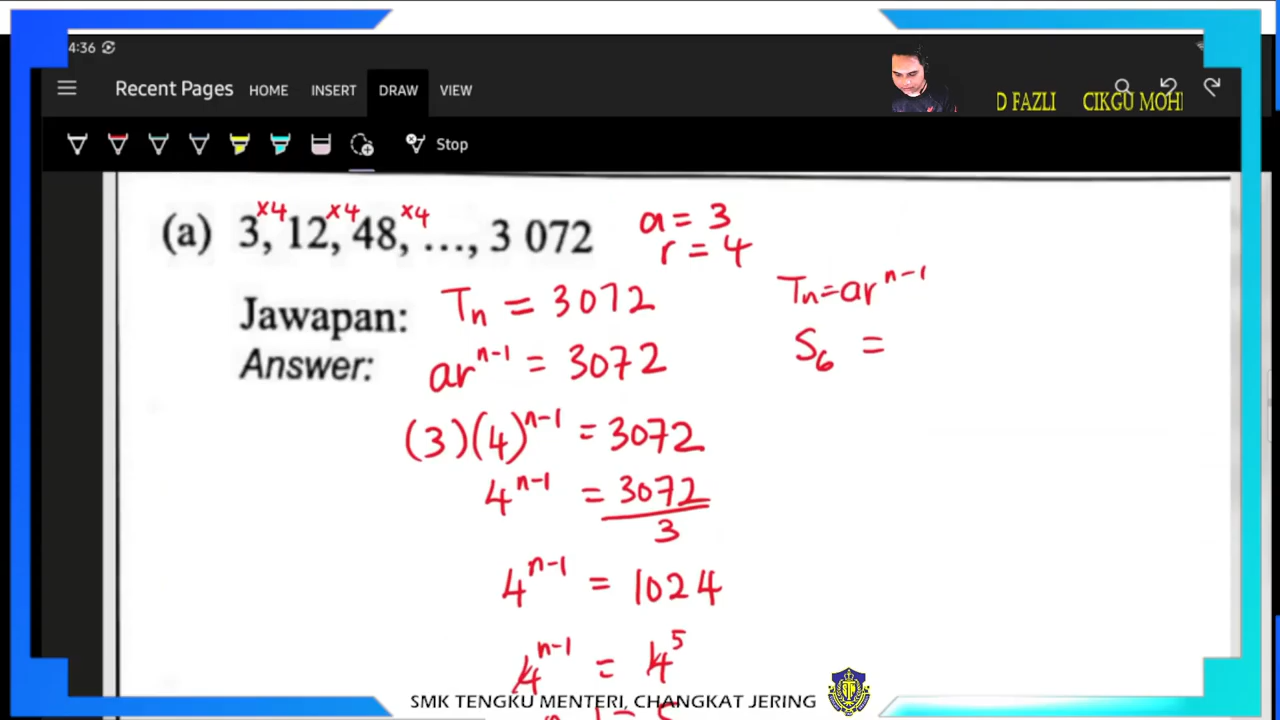 4:36
Recent Pages HOME INSERT DRAW VIEW
D FAZLI CIKGU MOH
Stop
(a) 3, 12, 48, ..., 3 072
×4 ×4 ×4
a = 3
r = 4
Jawapan:
Answer:
Tn = 3072
ar^n-1 = 3072
(3)(4)^n-1 = 3072
4^n-1 = 3072/3
4^n-1 = 1024
4^n-1 = 4^5
Tn = ar^n-1
S6 =
SMK TENGKU MENTERI, CHANGKAT JERING